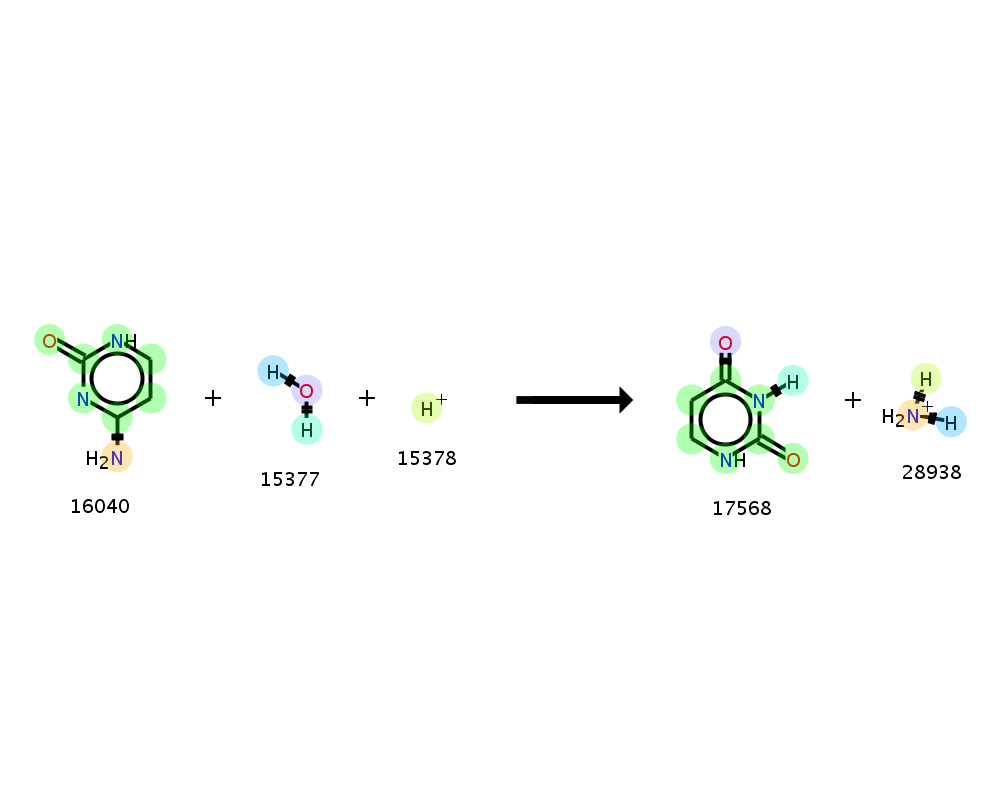 O NH N H2N
16040
+
H O H
15377
+
H+
15378
O H N NH O
17568
+
H H2N+ H
28938